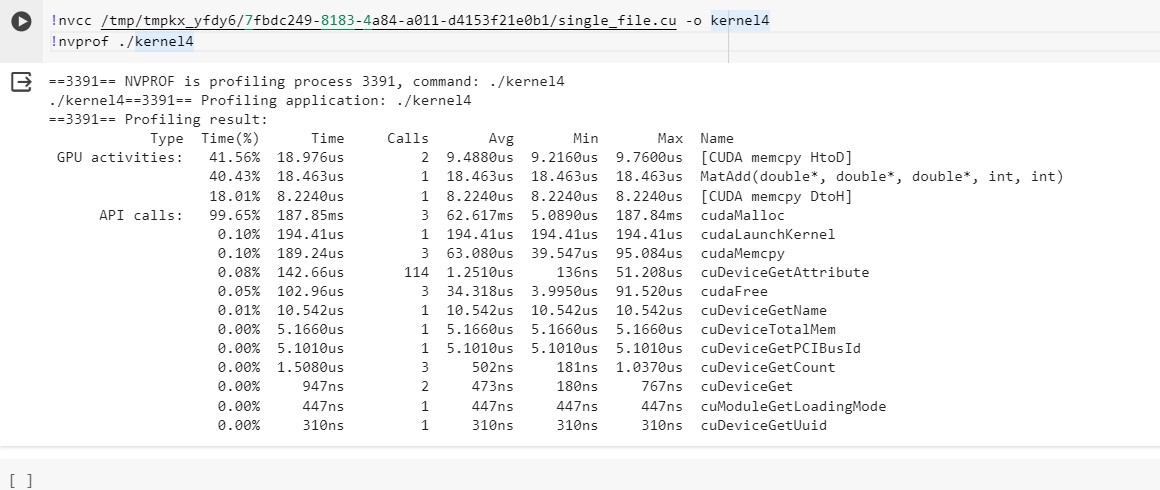 !nvcc /tmp/tmpkx_yfdy6/7fbdc249-8183-4a84-a011-d4153f21e0b1/single_file.cu -o kernel4
!nvprof ./kernel4
==3391== NVPROF is profiling process 3391, command: ./kernel4
./kernel4==3391== Profiling application: ./kernel4
==3391== Profiling result:
Type Time(%) Time Calls Avg Min Max Name
GPU activities: 41.56% 18.976us 2 9.4880us 9.2160us 9.7600us [CUDA memcpy HtoD]
40.43% 18.463us 1 18.463us 18.463us 18.463us MatAdd(double*, double*, double*, int, int)
18.01% 8.2240us 1 8.2240us 8.2240us 8.2240us [CUDA memcpy DtoH]
API calls: 99.65% 187.85ms 3 62.617ms 5.0890us 187.84ms cudaMalloc
0.10% 194.41us 1 194.41us 194.41us 194.41us cudaLaunchKernel
0.10% 189.24us 3 63.080us 39.547us 95.084us cudaMemcpy
0.08% 142.66us 114 1.2510us 136ns 51.208us cuDeviceGetAttribute
0.05% 102.96us 3 34.318us 3.9950us 91.520us cudaFree
0.01% 10.542us 1 10.542us 10.542us 10.542us cuDeviceGetName
0.00% 5.1660us 1 5.1660us 5.1660us 5.1660us cuDeviceTotalMem
0.00% 5.1010us 1 5.1010us 5.1010us 5.1010us cuDeviceGetPCIBusId
0.00% 1.5080us 3 502ns 181ns 1.0370us cuDeviceGetCount
0.00% 947ns 2 473ns 180ns 767ns cuDeviceGet
0.00% 447ns 1 447ns 447ns 447ns cuModuleGetLoadingMode
0.00% 310ns 1 310ns 310ns 310ns cuDeviceGetUuid
[ ]